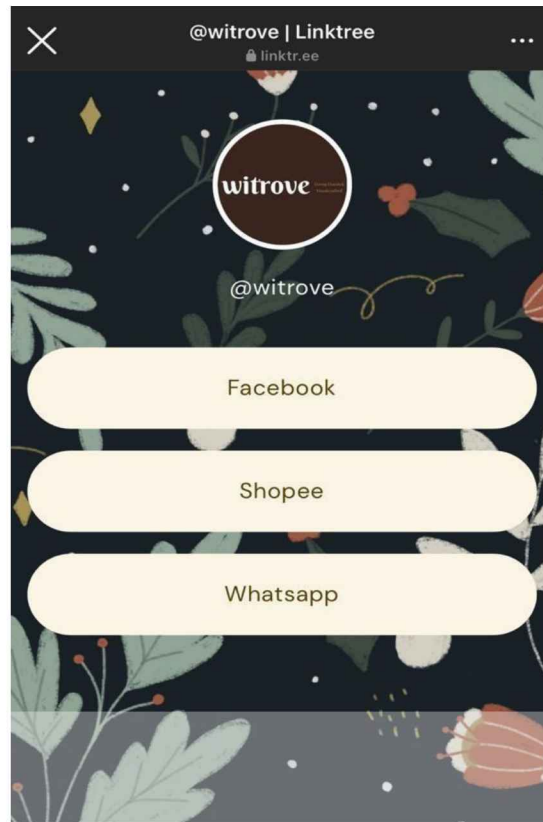 @witrove | Linktree
linktr.ee
witrove
@witrove
Facebook
Shopee
Whatsapp